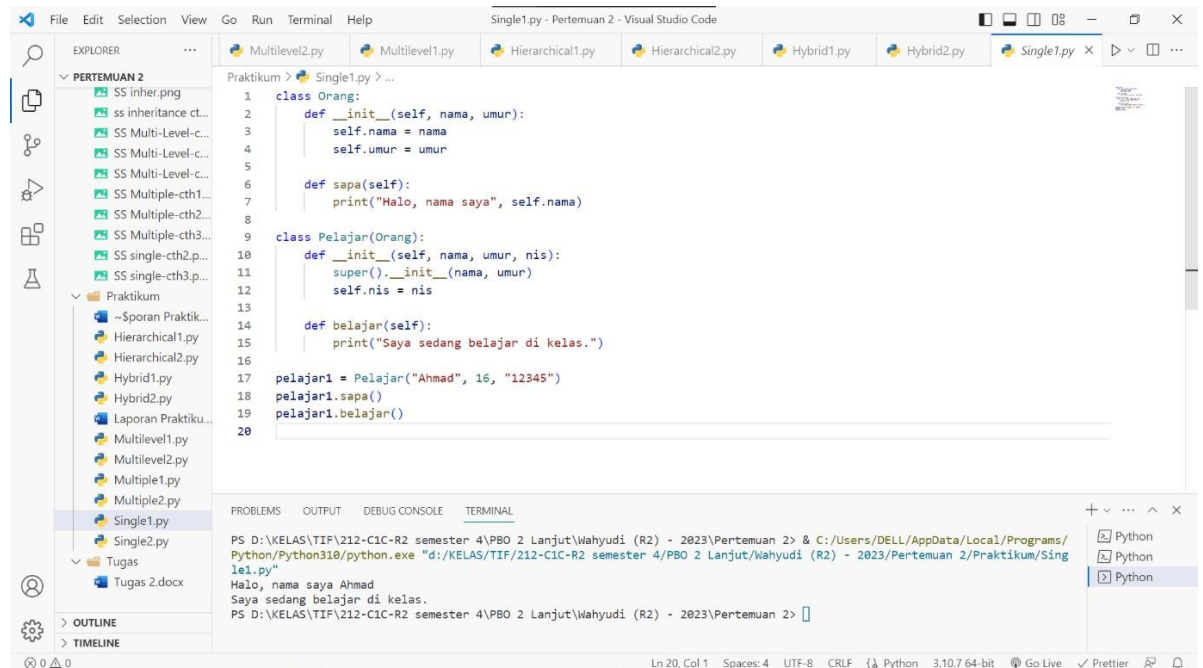 File Edit Selection View Go Run Terminal Help
Single1.py - Pertemuan 2 - Visual Studio Code
EXPLORER
PERTEMUAN 2
SS inher.png
ss inheritance ct...
SS Multi-Level-c...
SS Multi-Level-c...
SS Multi-Level-c...
SS Multiple-cth1...
SS Multiple-cth2...
SS Multiple-cth3...
SS single-cth2.p...
SS single-cth3.p...
Praktikum
~$poran Praktik...
Hierarchical1.py
Hierarchical2.py
Hybrid1.py
Hybrid2.py
Laporan Praktiku...
Multilevel1.py
Multilevel2.py
Multiple1.py
Multiple2.py
Single1.py
Single2.py
Tugas
Tugas 2.docx
OUTLINE
TIMELINE
Multilevel2.py Multilevel1.py Hierarchical1.py Hierarchical2.py Hybrid1.py Hybrid2.py Single1.py
Praktikum > Single1.py > ...
1 class Orang:
2     def __init__(self, nama, umur):
3         self.nama = nama
4         self.umur = umur
5
6     def sapa(self):
7         print("Halo, nama saya", self.nama)
8
9 class Pelajar(Orang):
10     def __init__(self, nama, umur, nis):
11         super().__init__(nama, umur)
12         self.nis = nis
13
14     def belajar(self):
15         print("Saya sedang belajar di kelas.")
16
17 pelajar1 = Pelajar("Ahmad", 16, "12345")
18 pelajar1.sapa()
19 pelajar1.belajar()
20
PROBLEMS OUTPUT DEBUG CONSOLE TERMINAL
PS D:\KELAS\TIF\212-C1C-R2 semester 4\PBO 2 Lanjut\Wahyudi (R2) - 2023\Pertemuan 2> & C:/Users/DELL/AppData/Local/Programs/
Python/Python310/python.exe "d:/KELAS/TIF/212-C1C-R2 semester 4/PBO 2 Lanjut/Wahyudi (R2) - 2023/Pertemuan 2/Praktikum/Sing
le1.py"
Halo, nama saya Ahmad
Saya sedang belajar di kelas.
PS D:\KELAS\TIF\212-C1C-R2 semester 4\PBO 2 Lanjut\Wahyudi (R2) - 2023\Pertemuan 2>
Python
Python
Python
0 0 Ln 20, Col 1 Spaces: 4 UTF-8 CRLF Python 3.10.7 64-bit Go Live Prettier